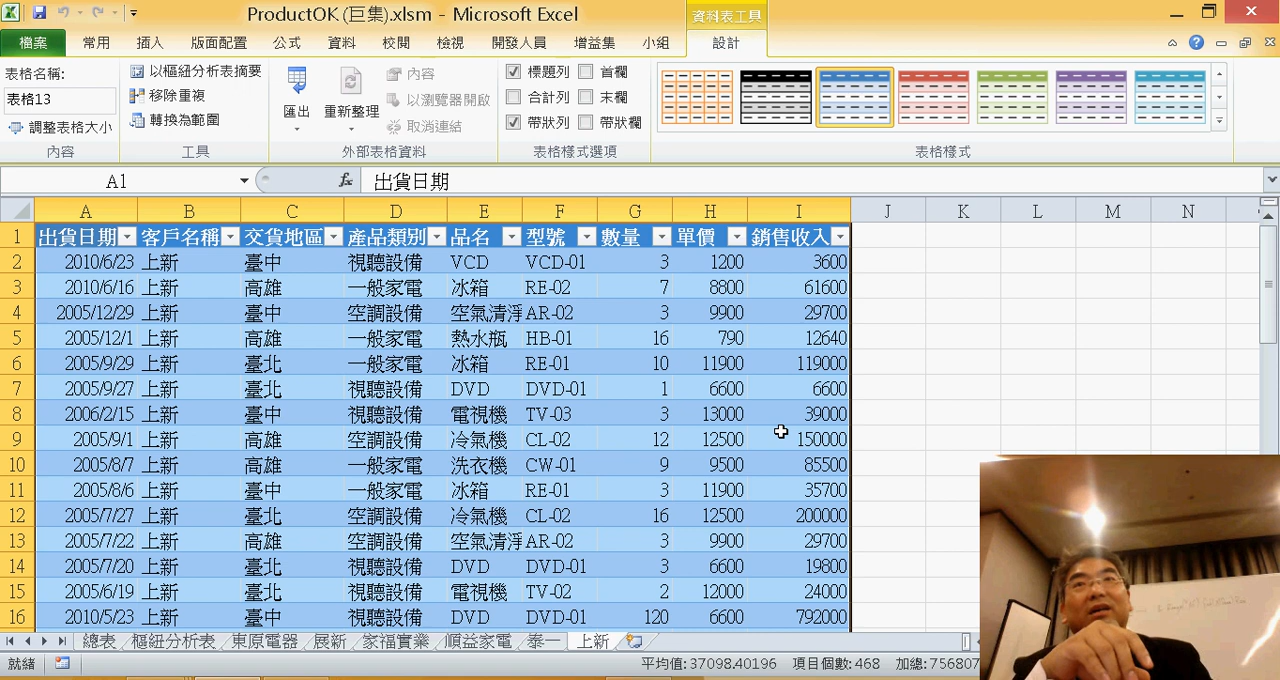 ProductOK (巨集).xlsm - Microsoft Excel
資料表工具
檔案 常用 插入 版面配置 公式 資料 校閱 檢視 開發人員 增益集 小組 設計
表格名稱:
表格13
調整表格大小
內容
以樞紐分析表摘要
移除重複
轉換為範圍
工具
匯出
重新整理
內容
以瀏覽器開啟
取消連結
外部表格資料
標題列 首欄
合計列 末欄
帶狀列 帶狀欄
表格樣式選項
表格樣式
A1 fx 出貨日期
A B C D E F G H I J K L M N
1 出貨日期 客戶名稱 交貨地區 產品類別 品名 型號 數量 單價 銷售收入
2 2010/6/23 上新 臺中 視聽設備 VCD VCD-01 3 1200 3600
3 2010/6/16 上新 高雄 一般家電 冰箱 RE-02 7 8800 61600
4 2005/12/29 上新 臺中 空調設備 空氣清淨 AR-02 3 9900 29700
5 2005/12/1 上新 高雄 一般家電 熱水瓶 HB-01 16 790 12640
6 2005/9/29 上新 臺北 一般家電 冰箱 RE-01 10 11900 119000
7 2005/9/27 上新 臺北 視聽設備 DVD DVD-01 1 6600 6600
8 2006/2/15 上新 臺中 視聽設備 電視機 TV-03 3 13000 39000
9 2005/9/1 上新 高雄 空調設備 冷氣機 CL-02 12 12500 150000
10 2005/8/7 上新 高雄 一般家電 洗衣機 CW-01 9 9500 85500
11 2005/8/6 上新 臺中 一般家電 冰箱 RE-01 3 11900 35700
12 2005/7/27 上新 臺北 空調設備 冷氣機 CL-02 16 12500 200000
13 2005/7/22 上新 高雄 空調設備 空氣清淨 AR-02 3 9900 29700
14 2005/7/20 上新 臺北 視聽設備 DVD DVD-01 3 6600 19800
15 2005/6/19 上新 臺北 視聽設備 電視機 TV-02 2 12000 24000
16 2010/5/23 上新 臺中 視聽設備 DVD DVD-01 120 6600 792000
總表 樞紐分析表 東原電器 展新 家福實業 順益家電 泰一 上新
就緒 平均值: 37098.40196 項目個數: 468 加總: 756807